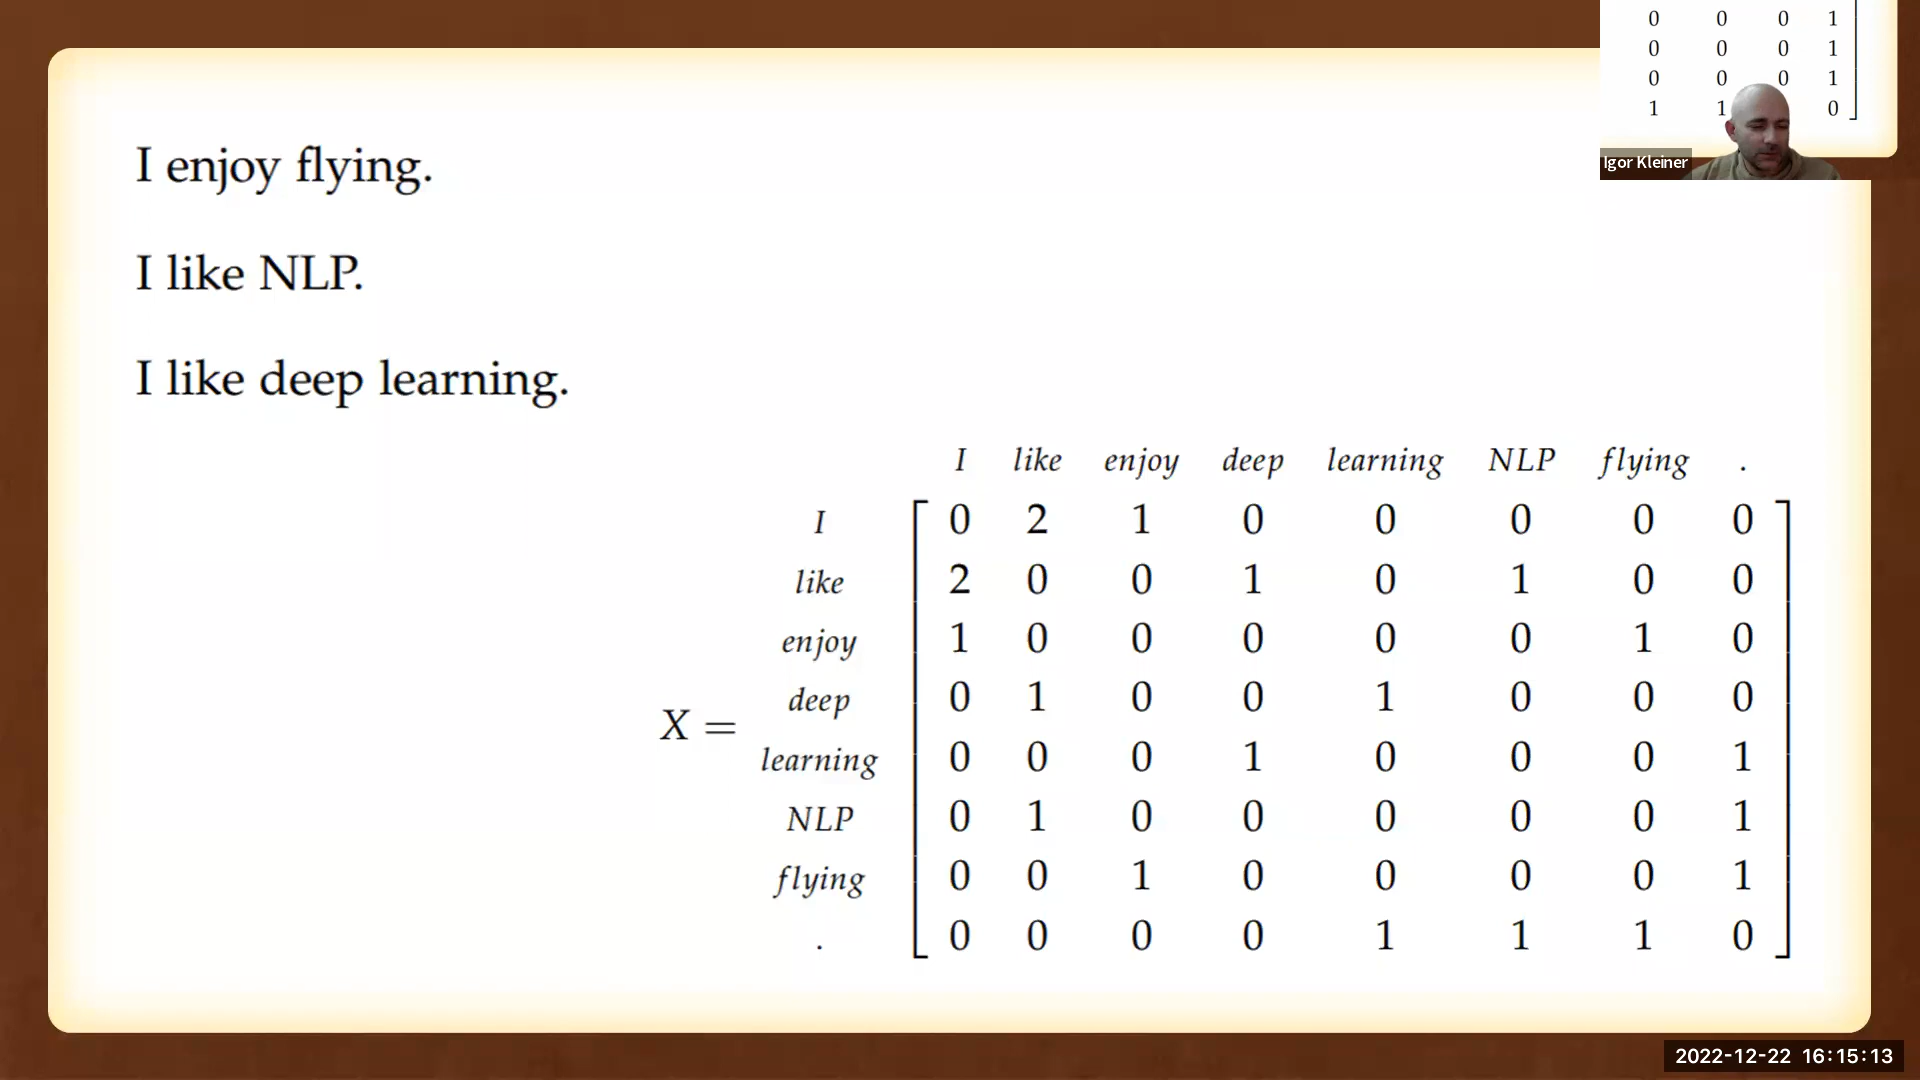 0 0 0 1
0 0 0 1
0 0 0 1
1 1 0
Igor Kleiner
I enjoy flying.
I like NLP.
I like deep learning.
I like enjoy deep learning NLP flying .
I 0 2 1 0 0 0 0 0
like 2 0 0 1 0 1 0 0
enjoy 1 0 0 0 0 0 1 0
deep 0 1 0 0 1 0 0 0
X =
learning 0 0 0 1 0 0 0 1
NLP 0 1 0 0 0 0 0 1
flying 0 0 1 0 0 0 0 1
. 0 0 0 0 1 1 1 0
2022-12-22 16:15:13